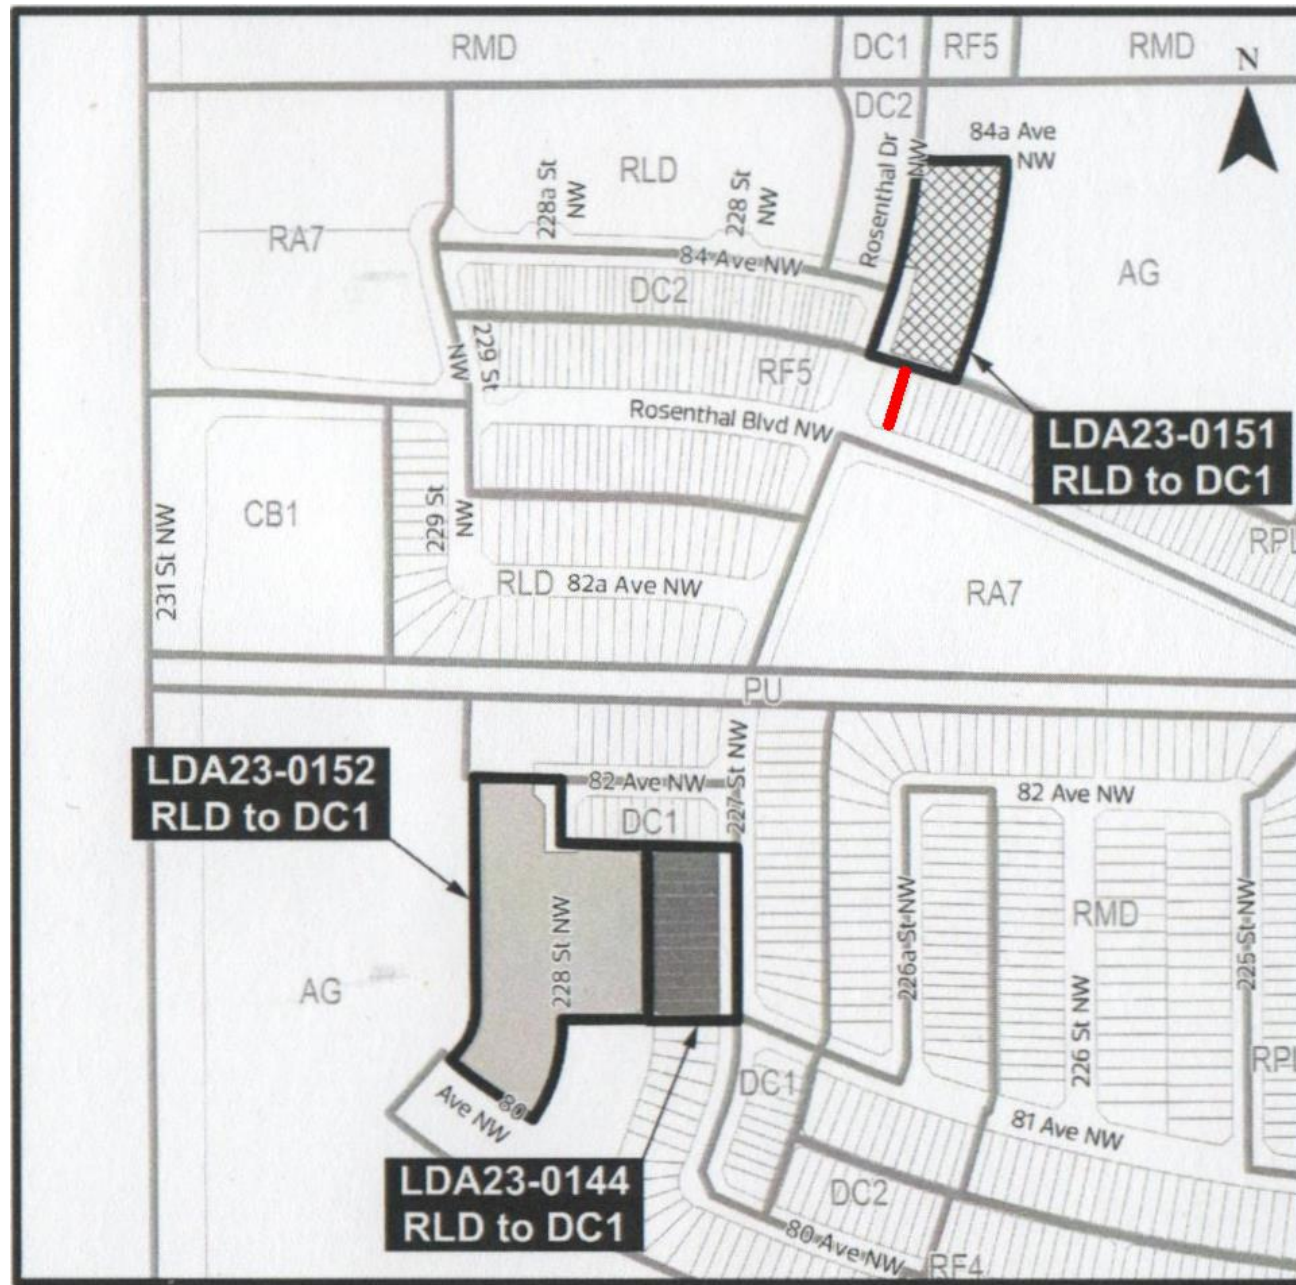 RMD
DC1
RF5
RMD
N
DC2
84a Ave
NW
Rosenthal Dr
NW
RLD
228a St
NW
228 St
NW
RA7
84 Ave NW
DC2
AG
229 St
NW
RF5
Rosenthal Blvd NW
LDA23-0151
RLD to DC1
CB1
229 St
NW
231 St NW
RLD
82a Ave NW
RA7
PU
LDA23-0152
RLD to DC1
82 Ave NW
227 St NW
DC1
82 Ave NW
228 St NW
226a St NW
RMD
225 St NW
AG
226 St NW
80
Ave NW
DC1
81 Ave NW
LDA23-0144
RLD to DC1
DC2
80 Ave NW
RF4